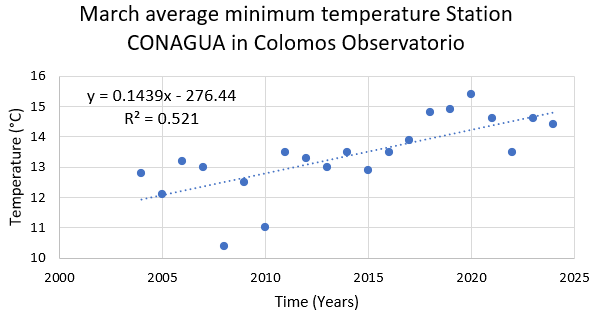 March average minimum temperature Station
CONAGUA in Colomos Observatorio
y = 0.1439x - 276.44
R² = 0.521
16
15
14
13
12
11
10
Temperature (°C)
2000 2005 2010 2015 2020 2025
Time (Years)